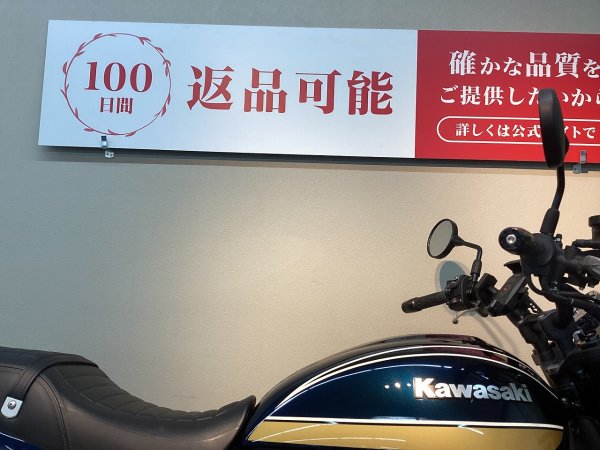 100
日間
返品可能
確かな品質を
ご提供したいから
詳しくは公式サイトで
Kawasaki